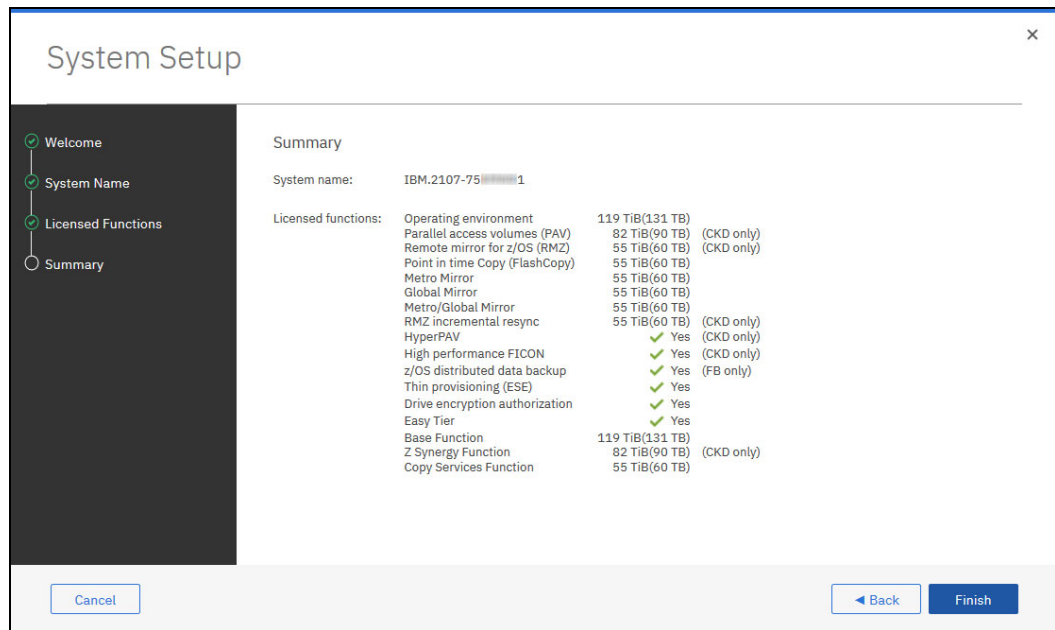 System Setup
Welcome
System Name
Licensed Functions
Summary
Summary
System name: IBM.2107-75 1
Licensed functions: Operating environment 119 TiB(131 TB)
Parallel access volumes (PAV) 82 TiB(90 TB) (CKD only)
Remote mirror for z/OS (RMZ) 55 TiB(60 TB) (CKD only)
Point in time Copy (FlashCopy) 55 TiB(60 TB)
Metro Mirror 55 TiB(60 TB)
Global Mirror 55 TiB(60 TB)
Metro/Global Mirror 55 TiB(60 TB)
RMZ incremental resync 55 TiB(60 TB) (CKD only)
HyperPAV Yes (CKD only)
High performance FICON Yes (CKD only)
z/OS distributed data backup Yes (FB only)
Thin provisioning (ESE) Yes
Drive encryption authorization Yes
Easy Tier Yes
Base Function 119 TiB(131 TB)
Z Synergy Function 82 TiB(90 TB) (CKD only)
Copy Services Function 55 TiB(60 TB)
Cancel
Back
Finish